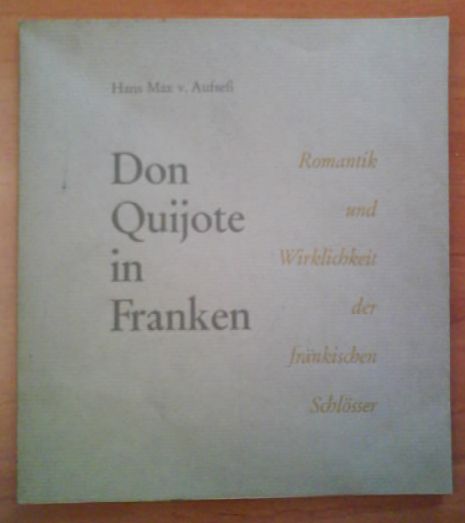 Hans Max v. Aufseß
Don
Quijote
in
Franken
Romantik
und
Wirklichkeit
der
fränkischen
Schlösser